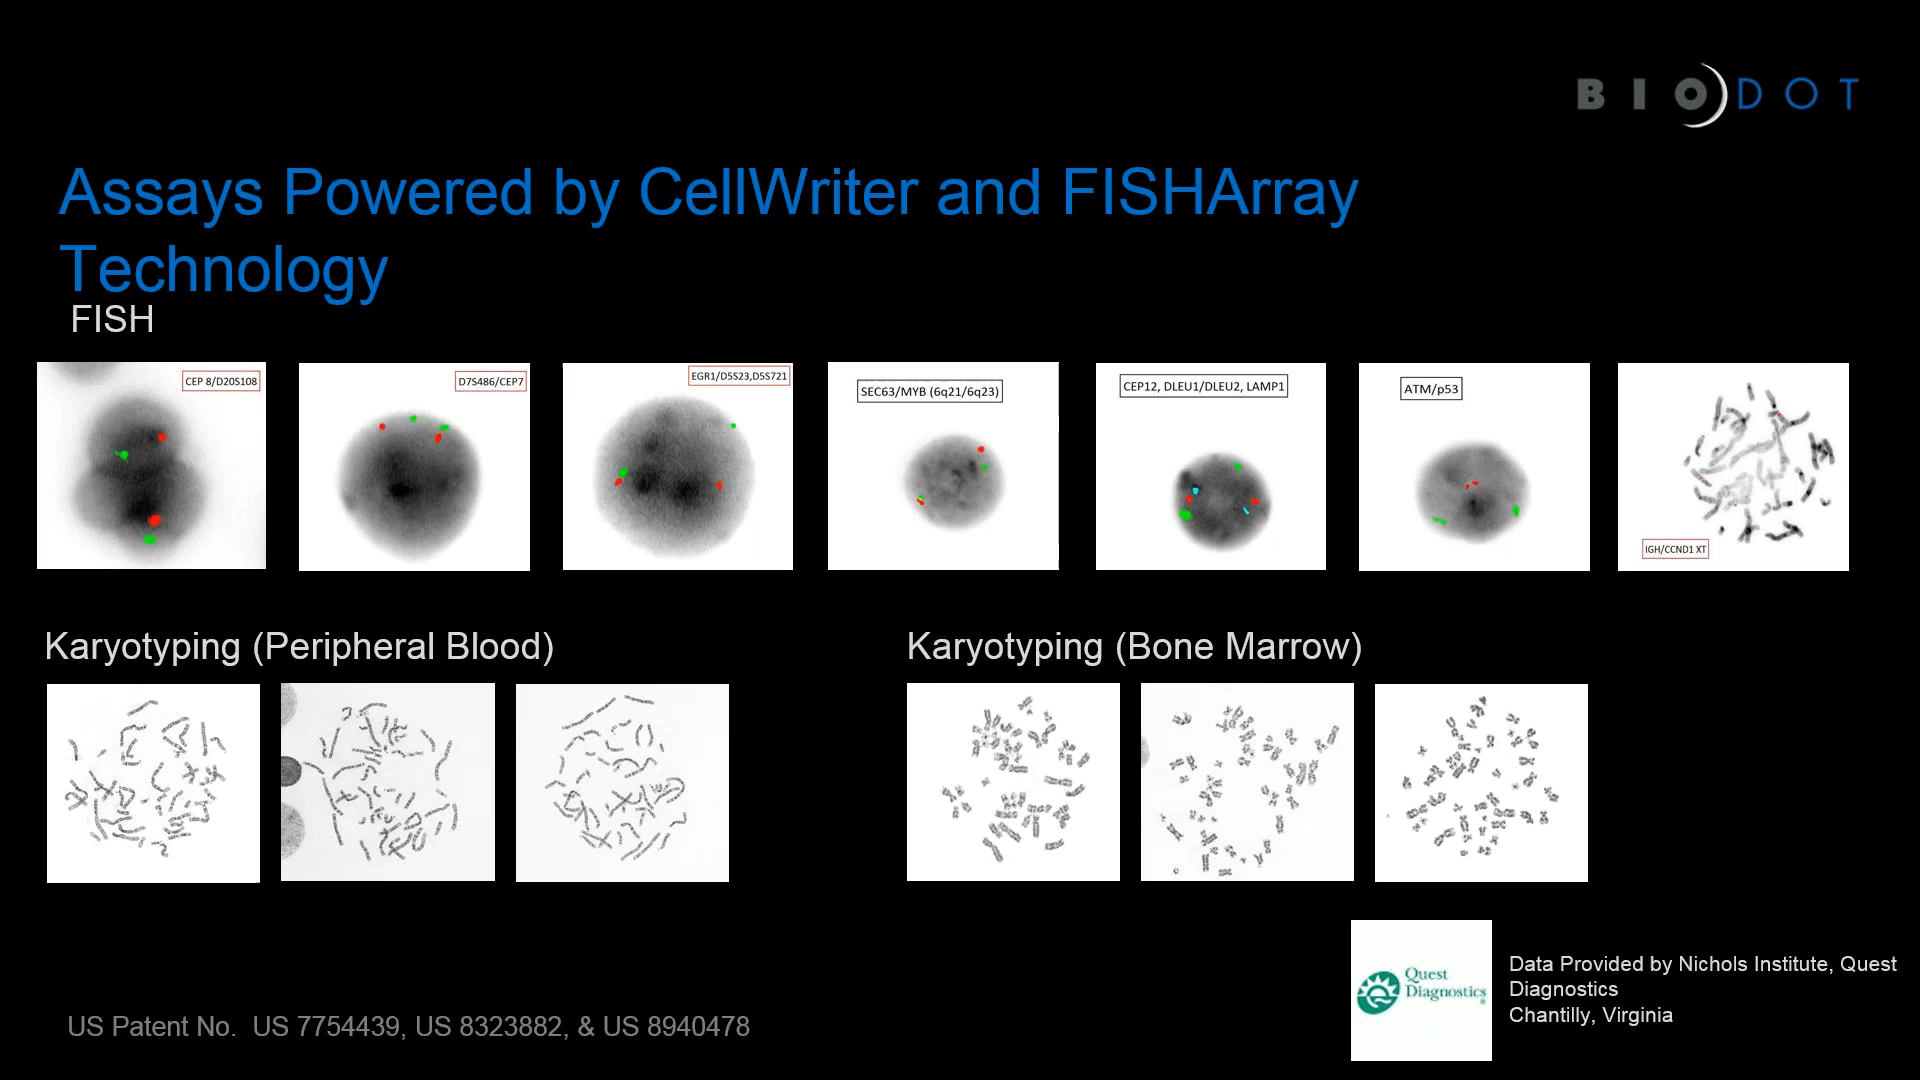 BIODOT
Assays Powered by CellWriter and FISHArray
Technology
FISH
CEP 8/D20S108
D7S486/CEP7
EGR1/D5S23,D5S721
SEC63/MYB (6q21/6q23)
CEP12, DLEU1/DLEU2, LAMP1
ATM/p53
IGH/CCND1 XT
Karyotyping (Peripheral Blood)
Karyotyping (Bone Marrow)
Quest
Diagnostics®
Data Provided by Nichols Institute, Quest
Diagnostics
Chantilly, Virginia
US Patent No.  US 7754439, US 8323882, & US 8940478